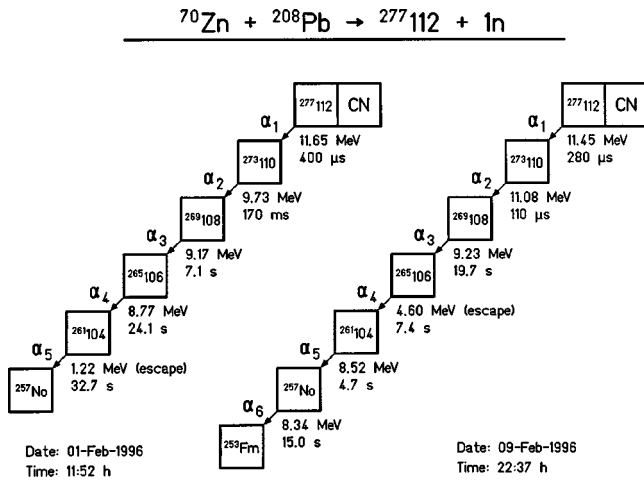 ⁷⁰Zn + ²⁰⁸Pb → ²⁷⁷112 + 1n
²⁷⁷112 CN
α₁
11.65 MeV
400 μs
²⁷³110
α₂
9.73 MeV
170 ms
²⁶⁹108
α₃
9.17 MeV
7.1 s
²⁶⁵106
α₄
8.77 MeV
24.1 s
²⁶¹104
α₅
1.22 MeV (escape)
32.7 s
²⁵⁷No
Date: 01-Feb-1996
Time: 11:52 h
²⁷⁷112 CN
α₁
11.45 MeV
280 μs
²⁷³110
α₂
11.08 MeV
110 μs
²⁶⁹108
α₃
9.23 MeV
19.7 s
²⁶⁵106
α₄
4.60 MeV (escape)
7.4 s
²⁶¹104
α₅
8.52 MeV
4.7 s
²⁵⁷No
α₆
8.34 MeV
15.0 s
²⁵³Fm
Date: 09-Feb-1996
Time: 22:37 h